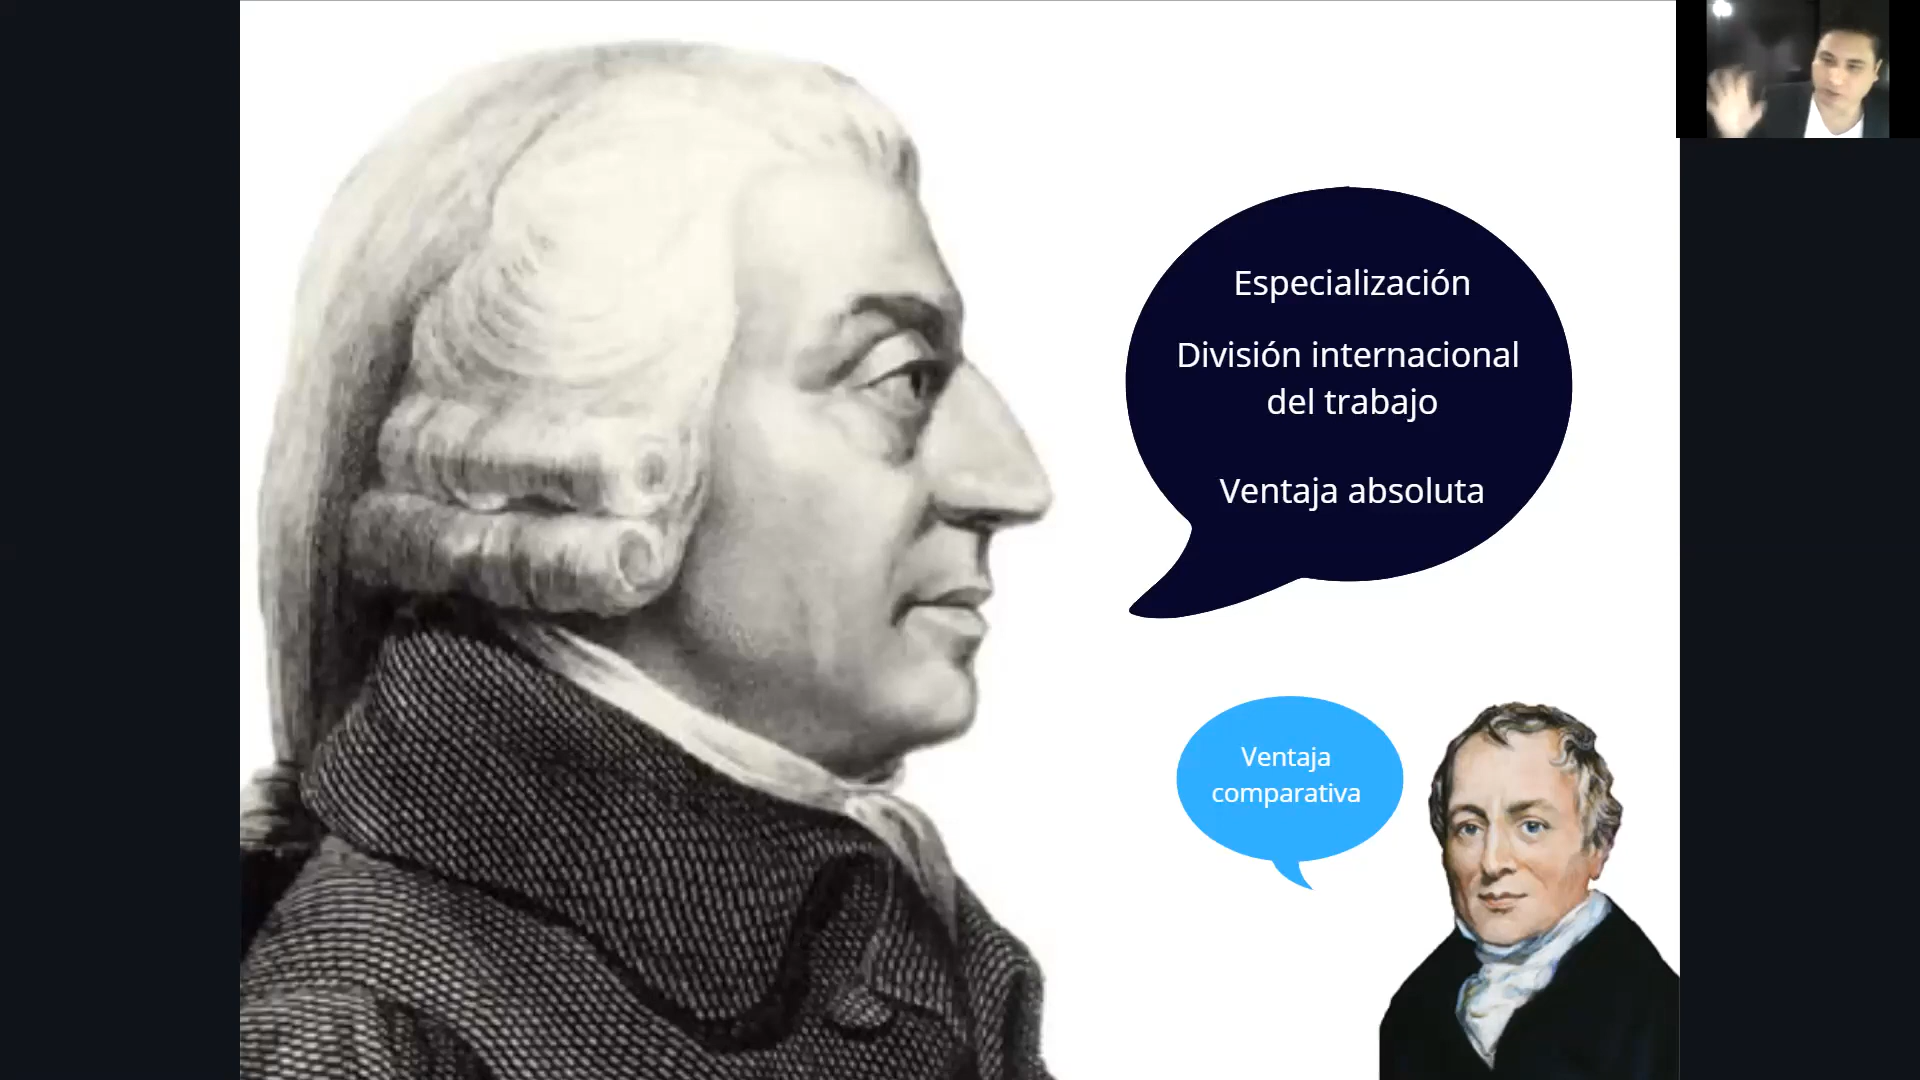 Especialización
División internacional
del trabajo
Ventaja absoluta
Ventaja
comparativa